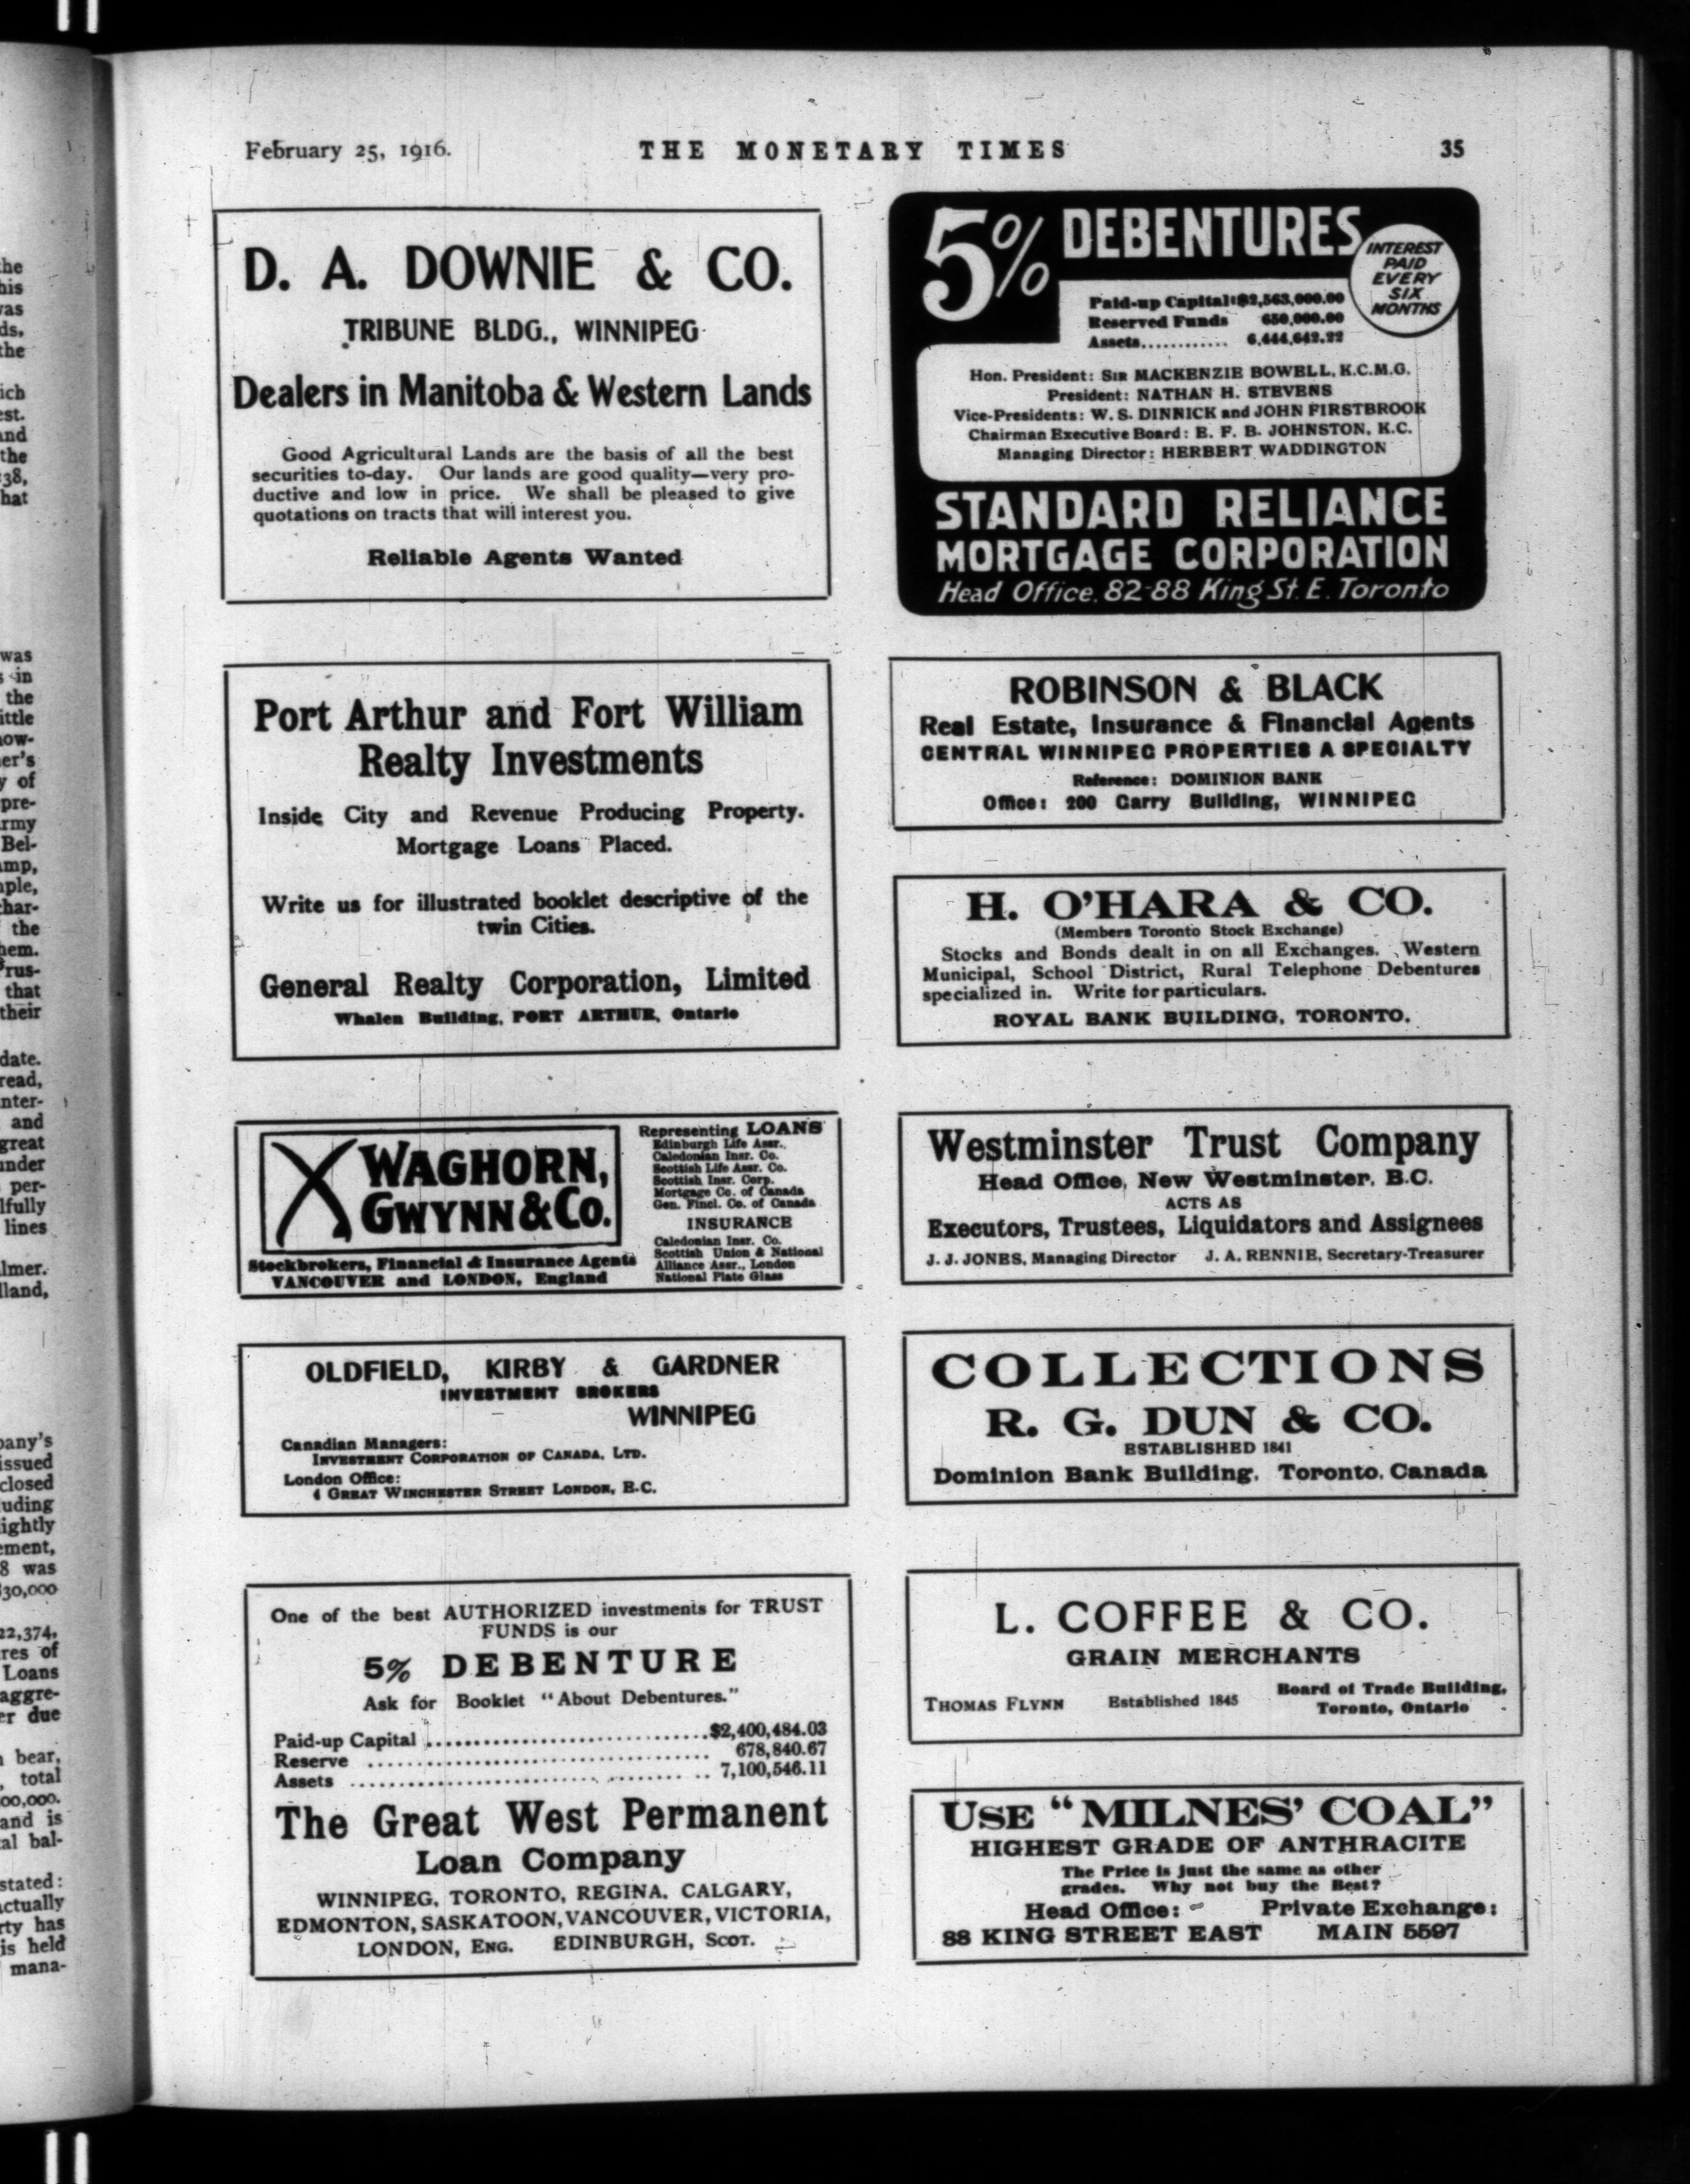 February 25, 1916.
THE MONETARY TIMES
35
D. A. DOWNIE & CO.
TRIBUNE BLDG., WINNIPEG
Dealers in Manitoba & Western Lands
Good Agricultural Lands are the basis of all the best
securities to-day. Our lands are good quality—very pro-
ductive and low in price. We shall be pleased to give
quotations on tracts that will interest you.
Reliable Agents Wanted
Port Arthur and Fort William
Realty Investments
Inside City and Revenue Producing Property.
Mortgage Loans Placed.
Write us for illustrated booklet descriptive of the
twin Cities.
General Realty Corporation, Limited
Whalen Building, PORT ARTHUR, Ontario
WAGHORN,
GWYNN & CO.
Stockbrokers, Financial & Insurance Agents
VANCOUVER and LONDON, England
Representing LOANS
Edinburgh Life Assr.
Caledonian Insr. Co.
Scottish Life Assr. Co.
Scottish Insr. Corp.
Mortgage Co. of Canada
Gen. Fincl. Co. of Canada
INSURANCE
Caledonian Insr. Co.
Scottish Union & National
Alliance Assr., London
National Plate Glass
OLDFIELD, KIRBY & GARDNER
INVESTMENT BROKERS
WINNIPEG
Canadian Managers:
INVESTMENT CORPORATION OF CANADA, LTD.
London Office:
4 GREAT WINCHESTER STREET LONDON, E.C.
One of the best AUTHORIZED investments for TRUST
FUNDS is our
5% DEBENTURE
Ask for Booklet "About Debentures."
Paid-up Capital ........ $2,400,484.03
Reserve ........ 678,840.67
Assets ........ 7,100,546.11
The Great West Permanent
Loan Company
WINNIPEG, TORONTO, REGINA, CALGARY,
EDMONTON, SASKATOON, VANCOUVER, VICTORIA,
LONDON, ENG. EDINBURGH, SCOT.
5% DEBENTURES
INTEREST
PAID
EVERY
SIX
MONTHS
Paid-up Capital $2,563,000.00
Reserved Funds 650,000.00
Assets............ 6,444,642.22
Hon. President: SIR MACKENZIE BOWELL, K.C.M.G.
President: NATHAN H. STEVENS
Vice-Presidents: W. S. DINNICK and JOHN FIRSTBROOK
Chairman Executive Board: E. F. B. JOHNSTON, K.C.
Managing Director: HERBERT WADDINGTON
STANDARD RELIANCE
MORTGAGE CORPORATION
Head Office, 82-88 King St. E. Toronto
ROBINSON & BLACK
Real Estate, Insurance & Financial Agents
CENTRAL WINNIPEG PROPERTIES A SPECIALTY
Reference: DOMINION BANK
Office: 200 Garry Building, WINNIPEG
H. O'HARA & CO.
(Members Toronto Stock Exchange)
Stocks and Bonds dealt in on all Exchanges. Western
Municipal, School District, Rural Telephone Debentures
specialized in. Write for particulars.
ROYAL BANK BUILDING, TORONTO.
Westminster Trust Company
Head Office, New Westminster, B.C.
ACTS AS
Executors, Trustees, Liquidators and Assignees
J. J. JONES, Managing Director J. A. RENNIE, Secretary-Treasurer
COLLECTIONS
R. G. DUN & CO.
ESTABLISHED 1841
Dominion Bank Building, Toronto, Canada
L. COFFEE & CO.
GRAIN MERCHANTS
THOMAS FLYNN
Established 1845
Board of Trade Building,
Toronto, Ontario
USE "MILNES' COAL"
HIGHEST GRADE OF ANTHRACITE
The Price is just the same as other
grades. Why not buy the Best?
Head Office: Private Exchange:
88 KING STREET EAST MAIN 5597